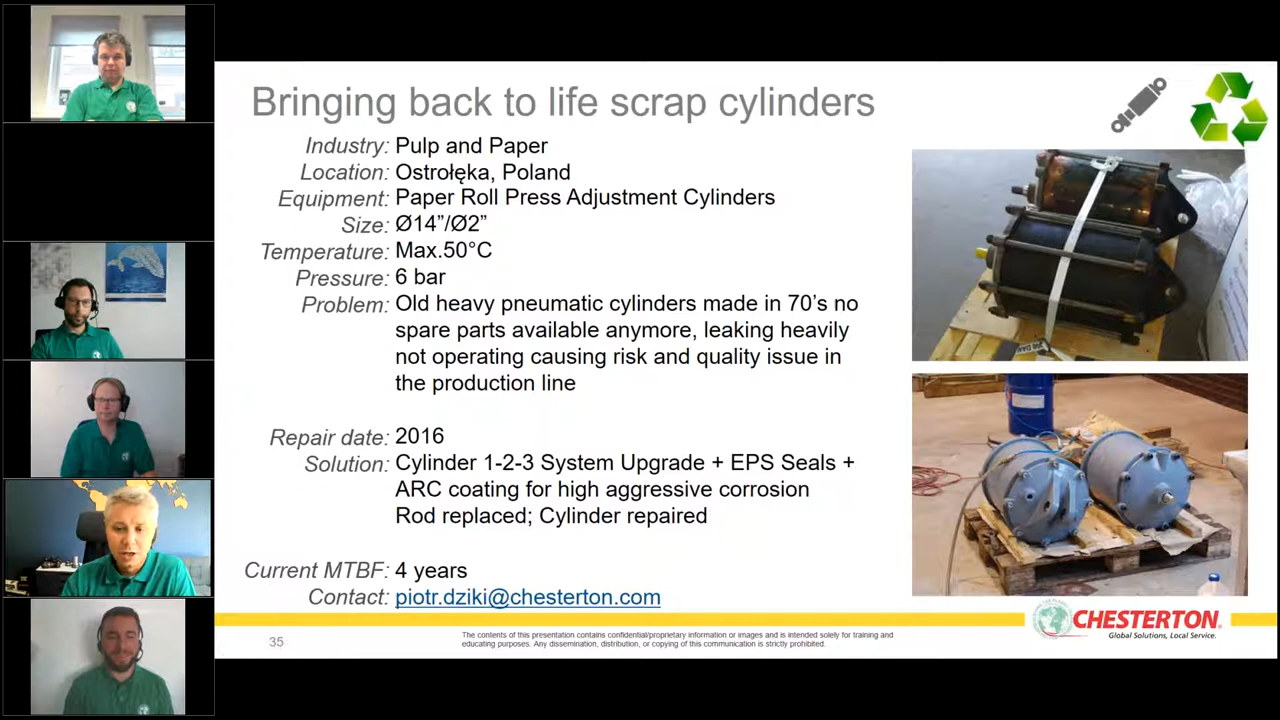 Bringing back to life scrap cylinders
Industry: Pulp and Paper
Location: Ostrołęka, Poland
Equipment: Paper Roll Press Adjustment Cylinders
Size: Ø14”/Ø2”
Temperature: Max.50°C
Pressure: 6 bar
Problem: Old heavy pneumatic cylinders made in 70’s no
spare parts available anymore, leaking heavily
not operating causing risk and quality issue in
the production line
Repair date: 2016
Solution: Cylinder 1-2-3 System Upgrade + EPS Seals +
ARC coating for high aggressive corrosion
Rod replaced; Cylinder repaired
Current MTBF: 4 years
Contact: piotr.dziki@chesterton.com
CHESTERTON
Global Solutions, Local Service.
35
The contents of this presentation contains confidential/proprietary information or images and is intended solely for training and
educating purposes. Any dissemination, distribution, or copying of this communication is strictly prohibited.